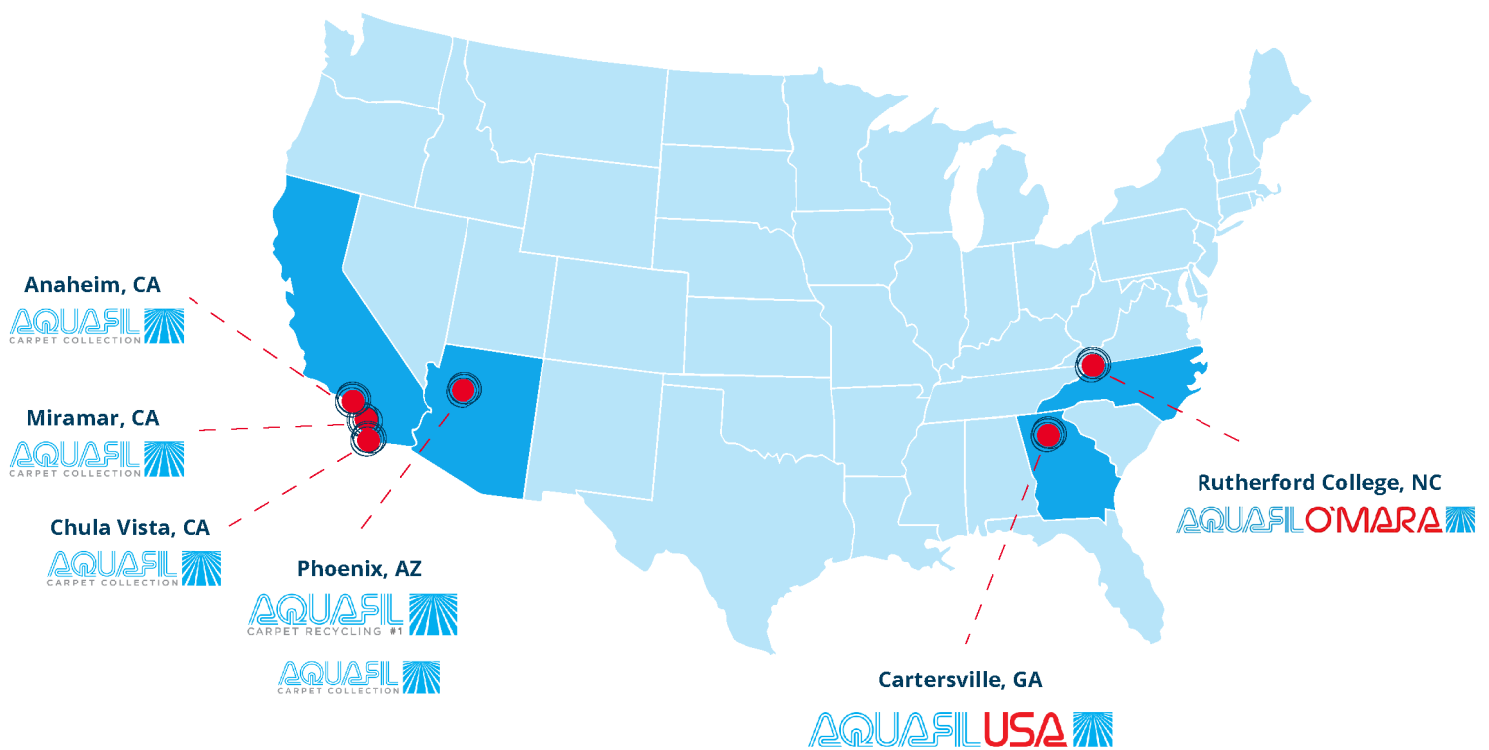 Anaheim, CA
AQUAFIL
CARPET COLLECTION
Miramar, CA
AQUAFIL
CARPET COLLECTION
Chula Vista, CA
AQUAFIL
CARPET COLLECTION
Phoenix, AZ
AQUAFIL
CARPET RECYCLING #1
AQUAFIL
CARPET COLLECTION
Rutherford College, NC
AQUAFIL O'MARA
Cartersville, GA
AQUAFIL USA